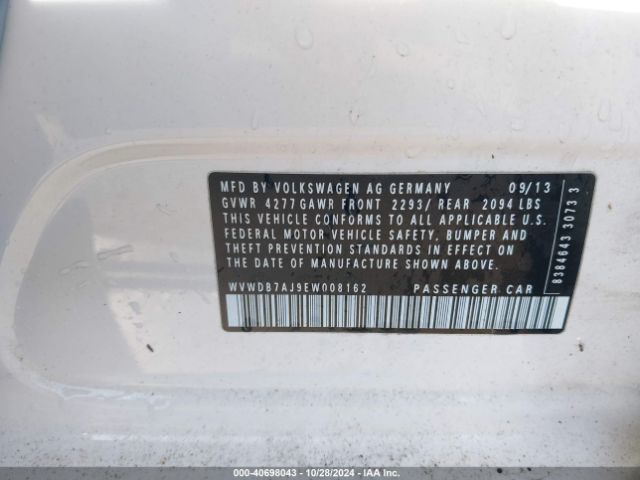 MFD BY VOLKSWAGEN AG GERMANY 09/13
GVWR 4277 GAWR FRONT 2293/ REAR 2094 LBS
THIS VEHICLE CONFORMS TO ALL APPLICABLE U.S.
FEDERAL MOTOR VEHICLE SAFETY, BUMPER AND
THEFT PREVENTION STANDARDS IN EFFECT ON
THE DATE OF MANUFACTURE SHOWN ABOVE.
WVWDB7AJ9EW008162 PASSENGER CAR
8384643 3073 3
000-40698043 | 10/28/2024 | IAA Inc.